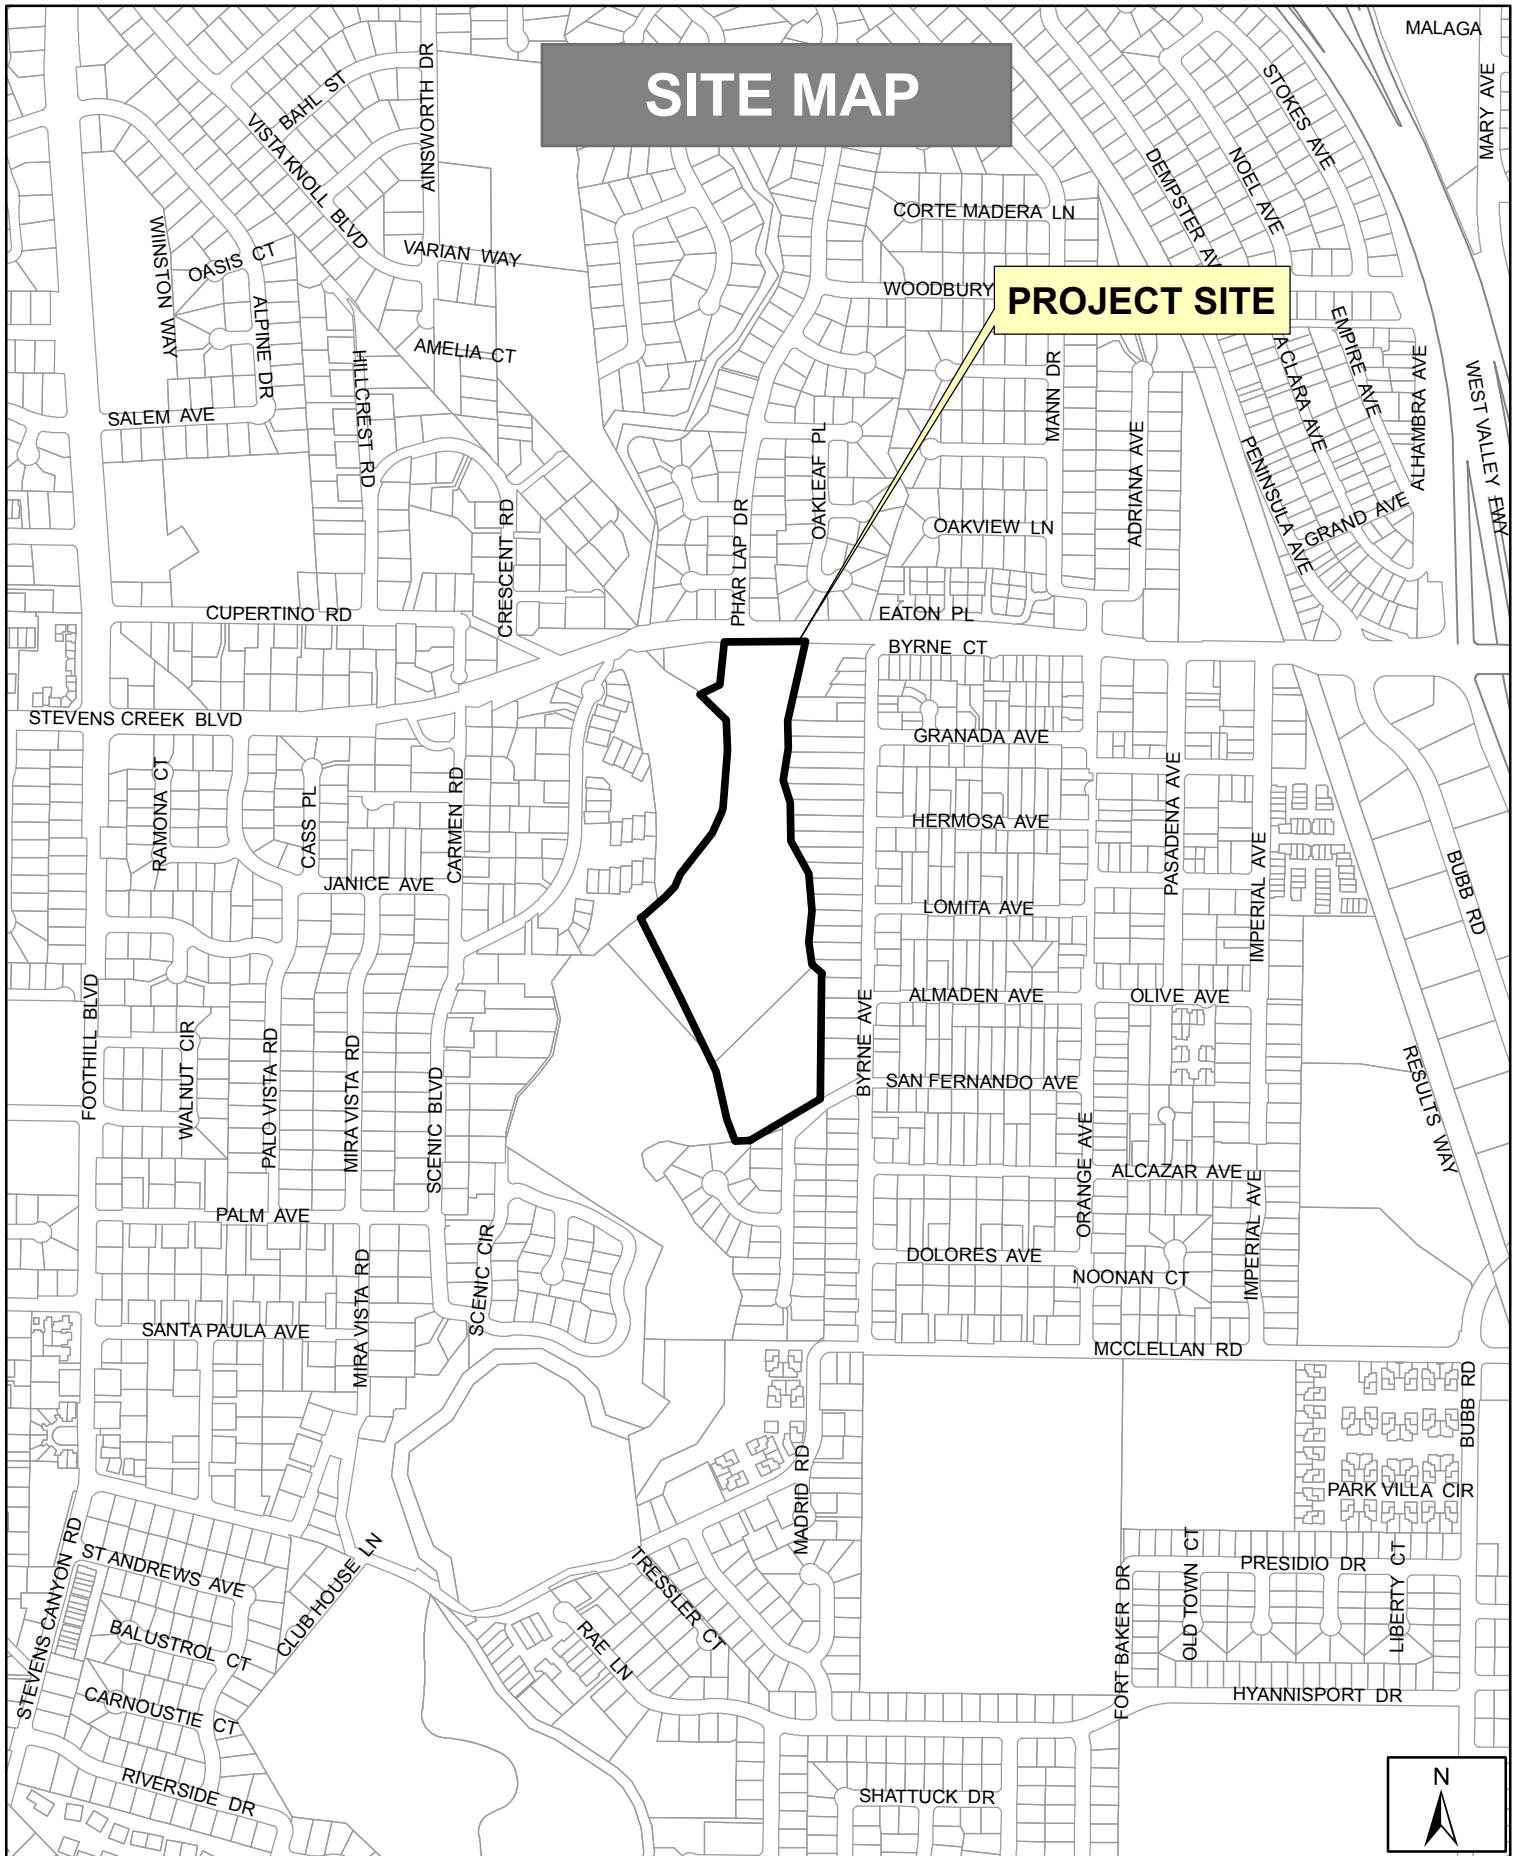 SITE MAP
MALAGA
MARY AVE
STOKES AVE
BAHL ST
AINSWORTH DR
VISTA KNOLL BLVD
NOEL AVE
DEMPSTER AV
CORTE MADERA LN
WIINSTON WAY
OASIS CT
VARIAN WAY
WOODBURY
PROJECT SITE
ALPINE DR
HILLCREST RD
AMELIA CT
EMPIRE AVE
A CLARA AVE
ALHAMBRA AVE
WEST VALLEY FWY
MANN DR
SALEM AVE
OAKLEAF PL
ADRIANA AVE
PENINSULA AVE
GRAND AVE
CRESCENT RD
PHAR LAP DR
OAKVIEW LN
CUPERTINO RD
EATON PL
BYRNE CT
STEVENS CREEK BLVD
GRANADA AVE
RAMONA CT
CASS PL
CARMEN RD
PASADENA AVE
HERMOSA AVE
IMPERIAL AVE
BUBB RD
JANICE AVE
LOMITA AVE
FOOTHILL BLVD
WALNUT CIR
PALO VISTA RD
MIRA VISTA RD
SCENIC BLVD
BYRNE AVE
ALMADEN AVE
OLIVE AVE
SAN FERNANDO AVE
RESULTS WAY
ORANGE AVE
ALCAZAR AVE
IMPERIAL AVE
PALM AVE
MIRA VISTA RD
SCENIC CIR
DOLORES AVE
NOONAN CT
SANTA PAULA AVE
MCCLELLAN RD
BUBB RD
MADRID RD
PARK VILLA CIR
STEVENS CANYON RD
ST ANDREWS AVE
CLUB HOUSE LN
TRESSLER CT
FORT BAKER DR
OLD TOWN CT
PRESIDIO DR
LIBERTY CT
BALUSTROL CT
RAE LN
CARNOUSTIE CT
HYANNISPORT DR
RIVERSIDE DR
SHATTUCK DR
N